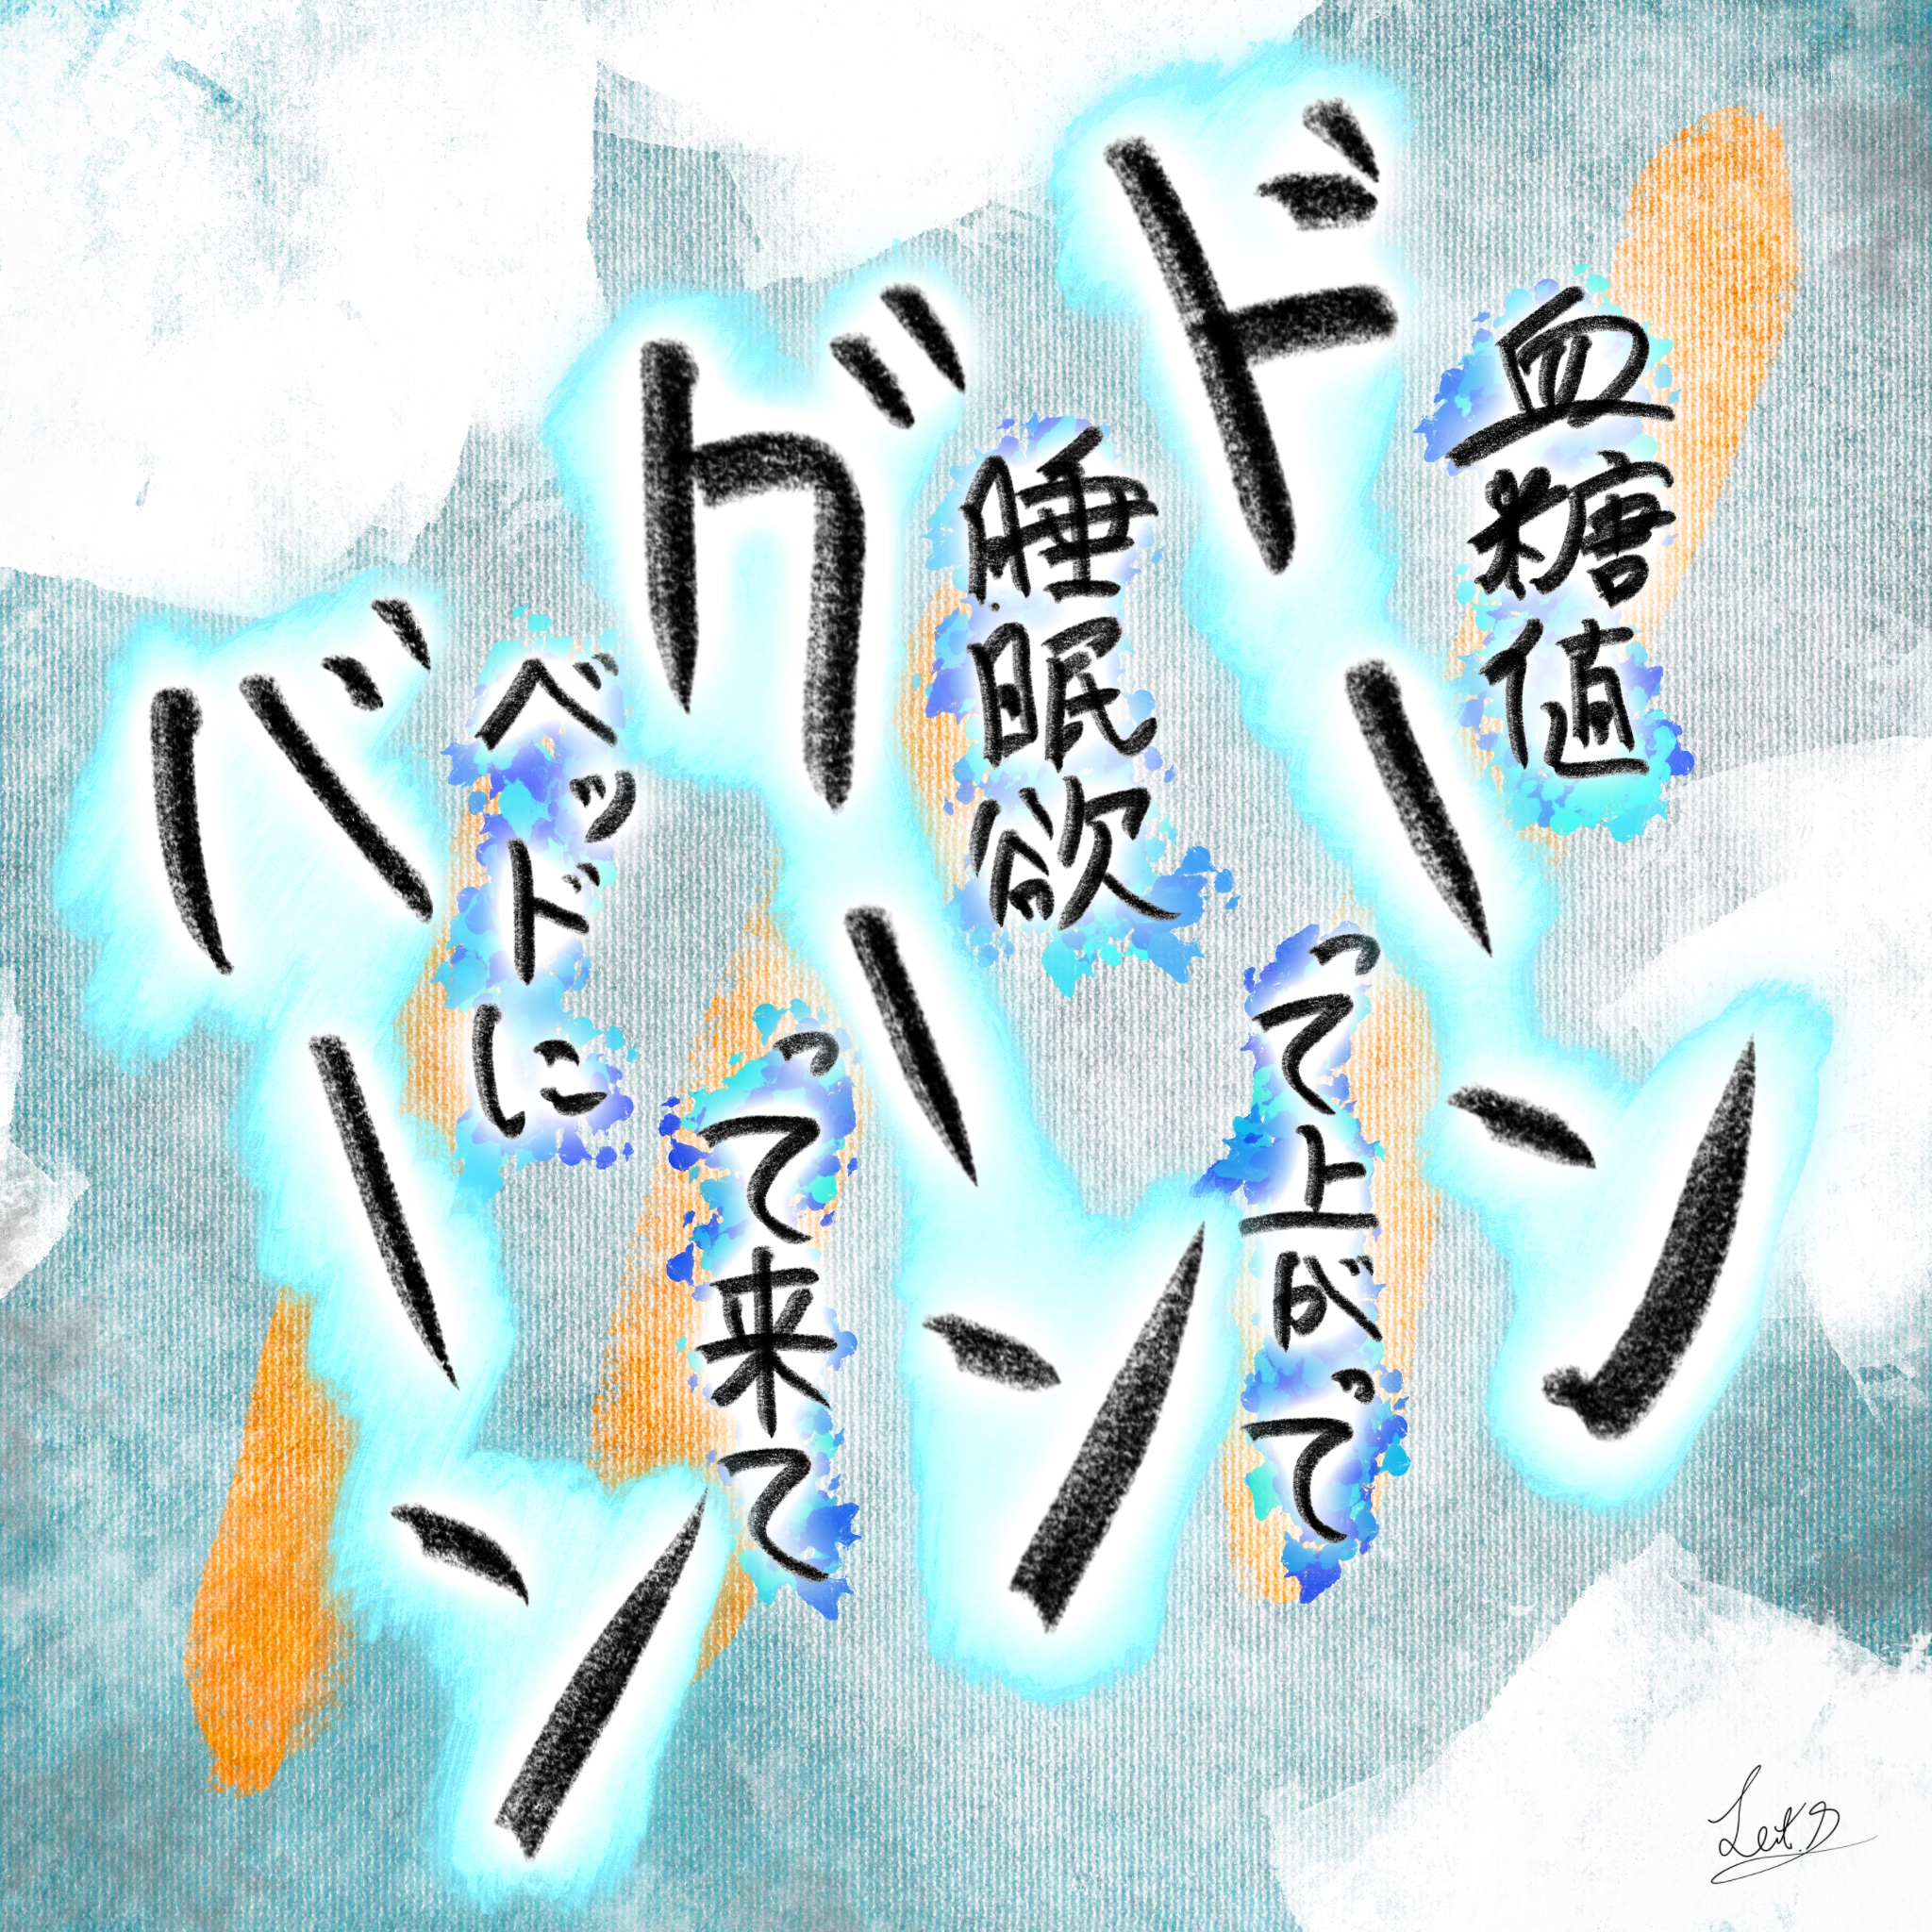 血糖値
ドーン
って上がって
睡眠欲
グーン
って来て
ベッドに
バーン